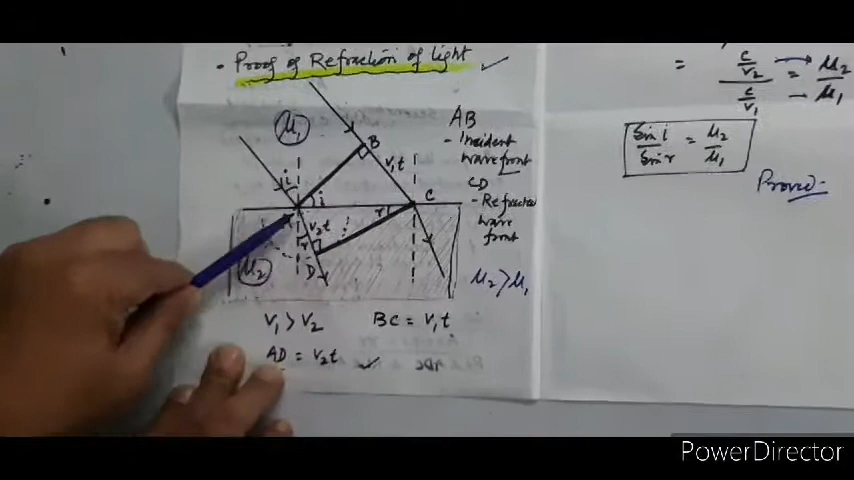 • Proof of Refraction of light ✓
μ₁
B
AB
- Incident
wavefront
v₁t
CD
- Refracted
wave
front
i
i
C
r
v₂t
r
D
μ₂
μ₂ > μ₁
V₁ > V₂
BC = V₁t
AD = V₂t ✓
= c/v₂ / c/v₁ = μ₂ / μ₁
Sin i / Sin r = μ₂ / μ₁
Proved-
PowerDirector